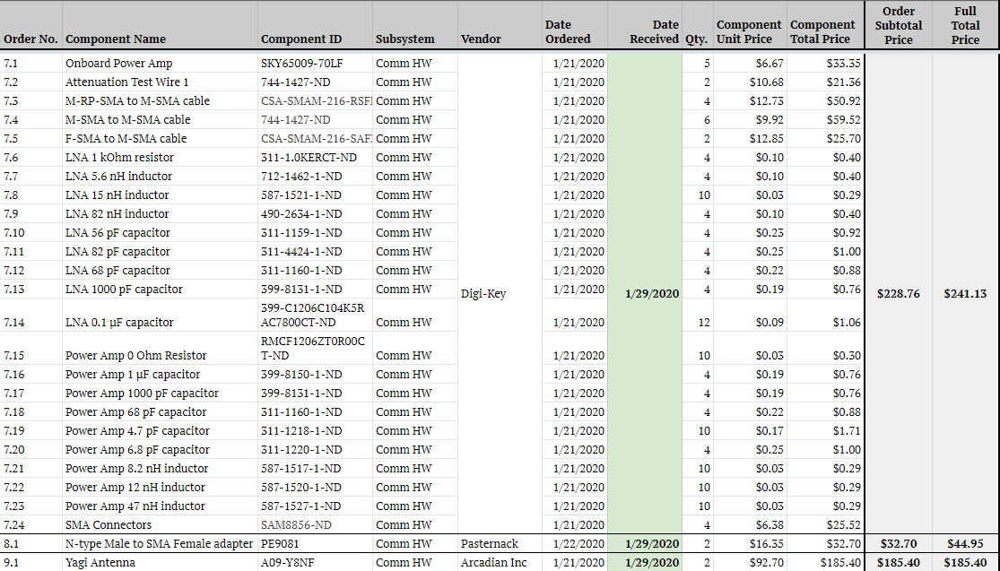 Order No. Component Name Component ID Subsystem Vendor Date Ordered Date Received Qty. Component Unit Price Component Total Price Order Subtotal Price Full Total Price
7.1 Onboard Power Amp SKY65009-70LF Comm HW 1/21/2020 5 $6.67 $33.35
7.2 Attenuation Test Wire 1 744-1427-ND Comm HW 1/21/2020 2 $10.68 $21.36
7.3 M-RP-SMA to M-SMA cable CSA-SMAM-216-RSF Comm HW 1/21/2020 4 $12.73 $50.92
7.4 M-SMA to M-SMA cable 744-1427-ND Comm HW 1/21/2020 6 $9.92 $59.52
7.5 F-SMA to M-SMA cable CSA-SMAM-216-SAF Comm HW 1/21/2020 2 $12.85 $25.70
7.6 LNA 1 kOhm resistor 311-1.0KERCT-ND Comm HW 1/21/2020 4 $0.10 $0.40
7.7 LNA 5.6 nH inductor 712-1462-1-ND Comm HW 1/21/2020 4 $0.10 $0.40
7.8 LNA 15 nH inductor 587-1521-1-ND Comm HW 1/21/2020 10 $0.03 $0.29
7.9 LNA 82 nH inductor 490-2634-1-ND Comm HW 1/21/2020 4 $0.10 $0.40
7.10 LNA 56 pF capacitor 311-1159-1-ND Comm HW 1/21/2020 4 $0.23 $0.92
7.11 LNA 82 pF capacitor 311-4424-1-ND Comm HW 1/21/2020 4 $0.25 $1.00
7.12 LNA 68 pF capacitor 311-1160-1-ND Comm HW 1/21/2020 4 $0.22 $0.88
7.13 LNA 1000 pF capacitor 399-8131-1-ND Comm HW Digi-Key 1/21/2020 1/29/2020 4 $0.19 $0.76 $228.76 $241.13
399-C1206C104K5R
7.14 LNA 0.1 µF capacitor AC7800CT-ND Comm HW 1/21/2020 12 $0.09 $1.06
RMCF1206ZT0R00C
7.15 Power Amp 0 Ohm Resistor T-ND Comm HW 1/21/2020 10 $0.03 $0.30
7.16 Power Amp 1 µF capacitor 399-8150-1-ND Comm HW 1/21/2020 4 $0.19 $0.76
7.17 Power Amp 1000 pF capacitor 399-8131-1-ND Comm HW 1/21/2020 4 $0.19 $0.76
7.18 Power Amp 68 pF capacitor 311-1160-1-ND Comm HW 1/21/2020 4 $0.22 $0.88
7.19 Power Amp 4.7 pF capacitor 311-1218-1-ND Comm HW 1/21/2020 10 $0.17 $1.71
7.20 Power Amp 6.8 pF capacitor 311-1220-1-ND Comm HW 1/21/2020 4 $0.25 $1.00
7.21 Power Amp 8.2 nH inductor 587-1517-1-ND Comm HW 1/21/2020 10 $0.03 $0.29
7.22 Power Amp 12 nH inductor 587-1520-1-ND Comm HW 1/21/2020 10 $0.03 $0.29
7.23 Power Amp 47 nH inductor 587-1527-1-ND Comm HW 1/21/2020 10 $0.03 $0.29
7.24 SMA Connectors SAM8856-ND Comm HW 1/21/2020 4 $6.38 $25.52
8.1 N-type Male to SMA Female adapter PE9081 Comm HW Pasternack 1/22/2020 1/29/2020 2 $16.35 $32.70 $32.70 $44.95
9.1 Yagi Antenna A09-Y8NF Comm HW Arcadian Inc 1/21/2020 1/29/2020 2 $92.70 $185.40 $185.40 $185.40